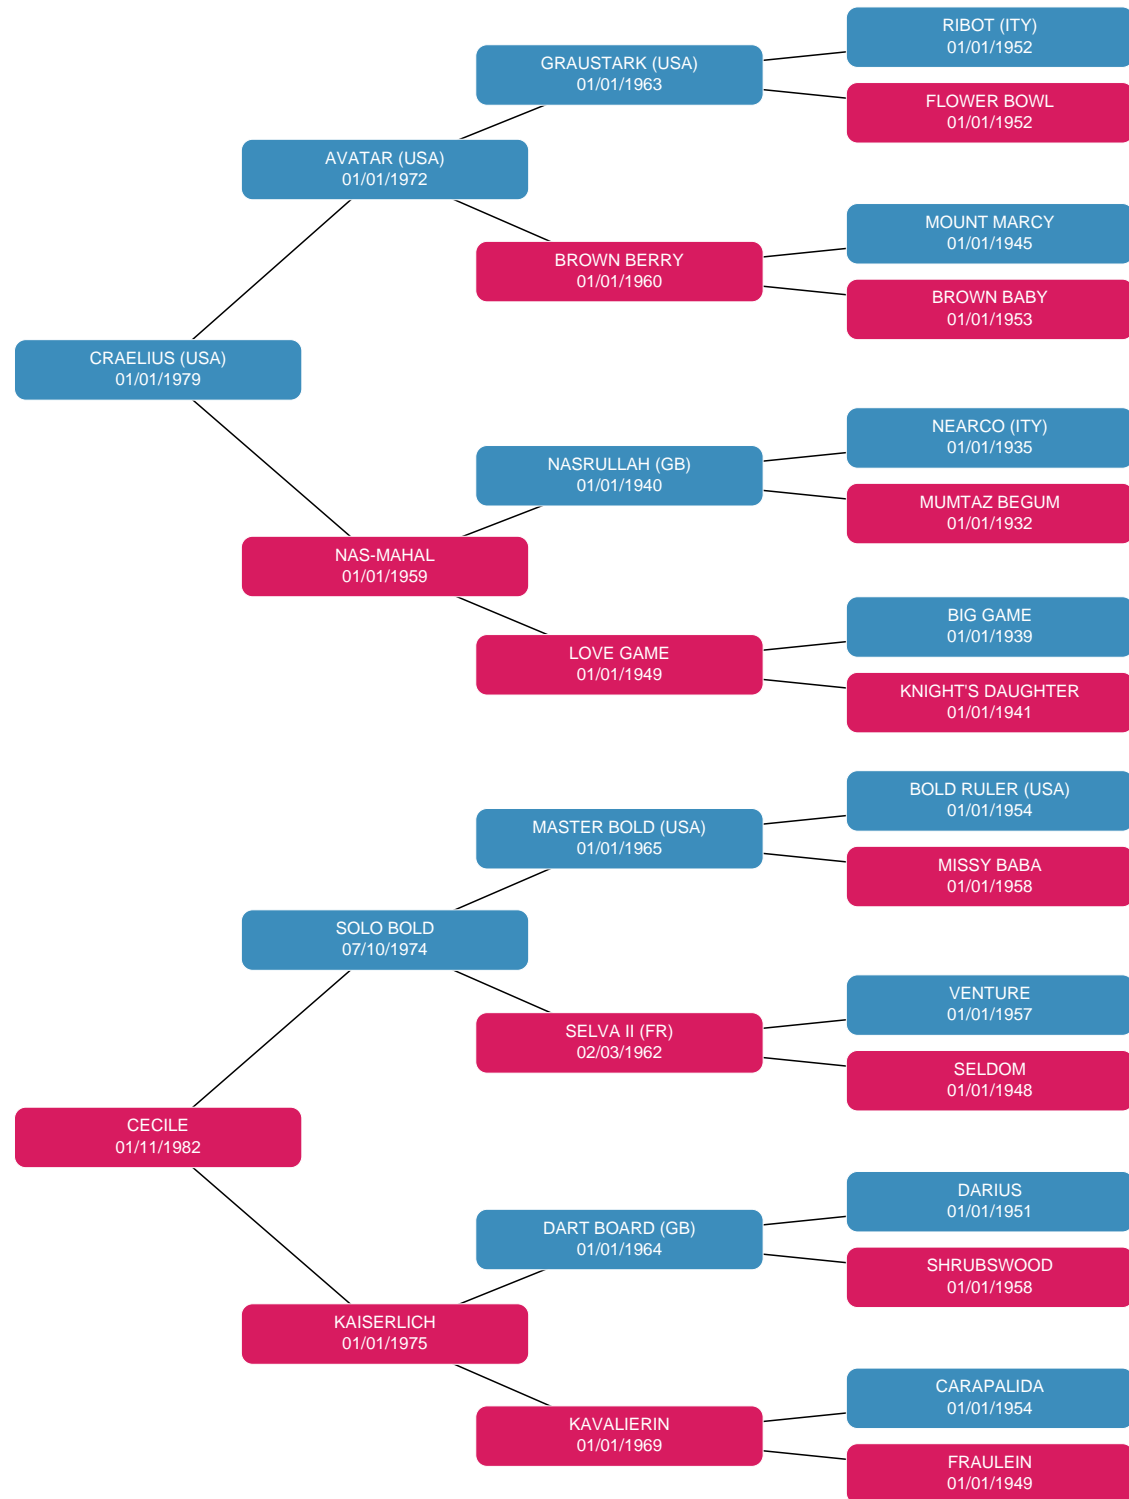 RIBOT (ITY)
01/01/1952
GRAUSTARK (USA)
01/01/1963
FLOWER BOWL
01/01/1952
AVATAR (USA)
01/01/1972
MOUNT MARCY
01/01/1945
BROWN BERRY
01/01/1960
BROWN BABY
01/01/1953
CRAELIUS (USA)
01/01/1979
NEARCO (ITY)
01/01/1935
NASRULLAH (GB)
01/01/1940
MUMTAZ BEGUM
01/01/1932
NAS-MAHAL
01/01/1959
BIG GAME
01/01/1939
LOVE GAME
01/01/1949
KNIGHT'S DAUGHTER
01/01/1941
BOLD RULER (USA)
01/01/1954
MASTER BOLD (USA)
01/01/1965
MISSY BABA
01/01/1958
SOLO BOLD
07/10/1974
VENTURE
01/01/1957
SELVA II (FR)
02/03/1962
SELDOM
01/01/1948
CECILE
01/11/1982
DARIUS
01/01/1951
DART BOARD (GB)
01/01/1964
SHRUBSWOOD
01/01/1958
KAISERLICH
01/01/1975
CARAPALIDA
01/01/1954
KAVALIERIN
01/01/1969
FRAULEIN
01/01/1949